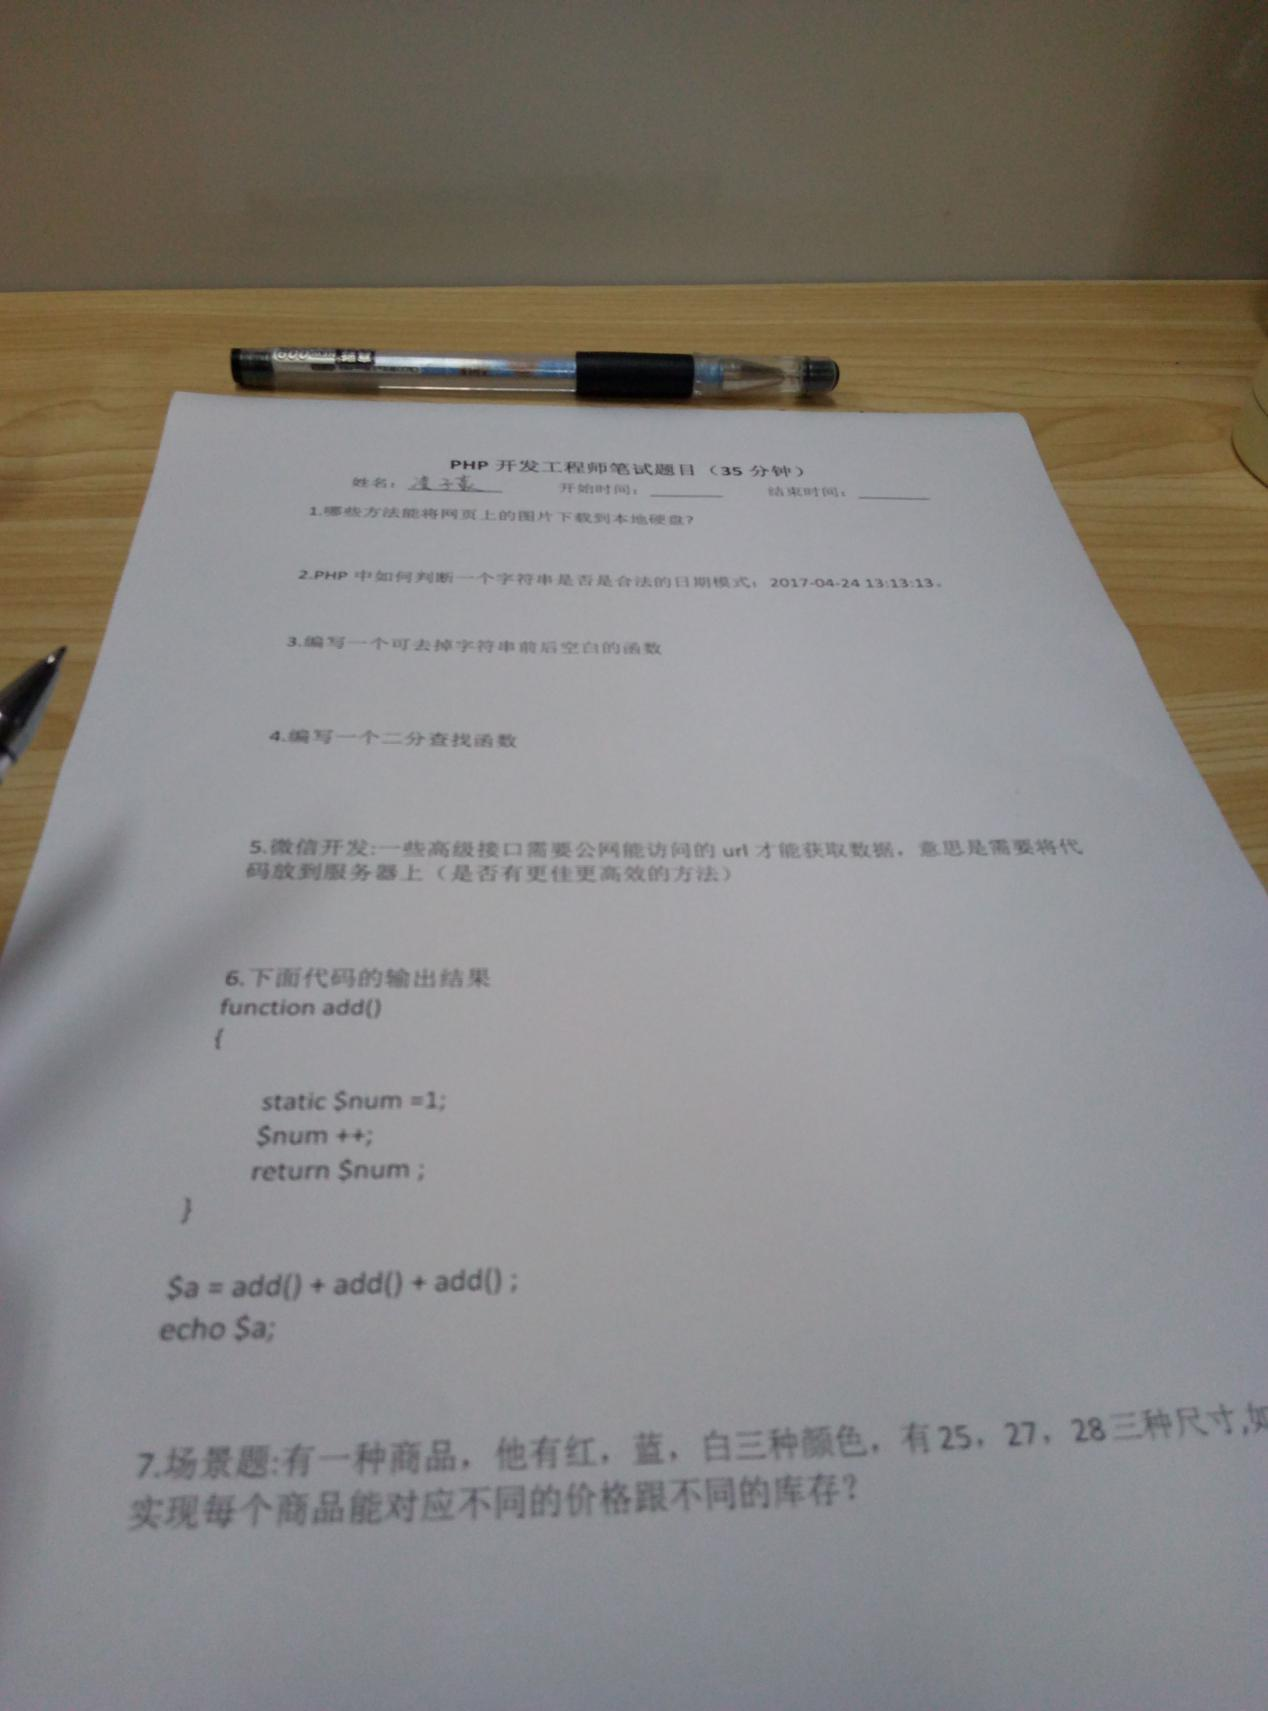 PHP 开发工程师笔试题目（35 分钟）
姓名： 凌子 开始时间： 结束时间：
1.哪些方法能将网页上的图片下载到本地硬盘?
2.PHP 中如何判断一个字符串是否是合法的日期模式：2017-04-24 13:13:13。
3.编写一个可去掉字符串前后空白的函数
4.编写一个二分查找函数
5.微信开发:一些高级接口需要公网能访问的 url 才能获取数据，意思是需要将代
码放到服务器上（是否有更佳更高效的方法）
6.下面代码的输出结果
function add()
{
static $num =1;
$num ++;
return $num ;
}
$a = add() + add() + add() ;
echo $a;
7.场景题:有一种商品，他有红，蓝，白三种颜色，有 25，27，28 三种尺寸,如
实现每个商品能对应不同的价格跟不同的库存?